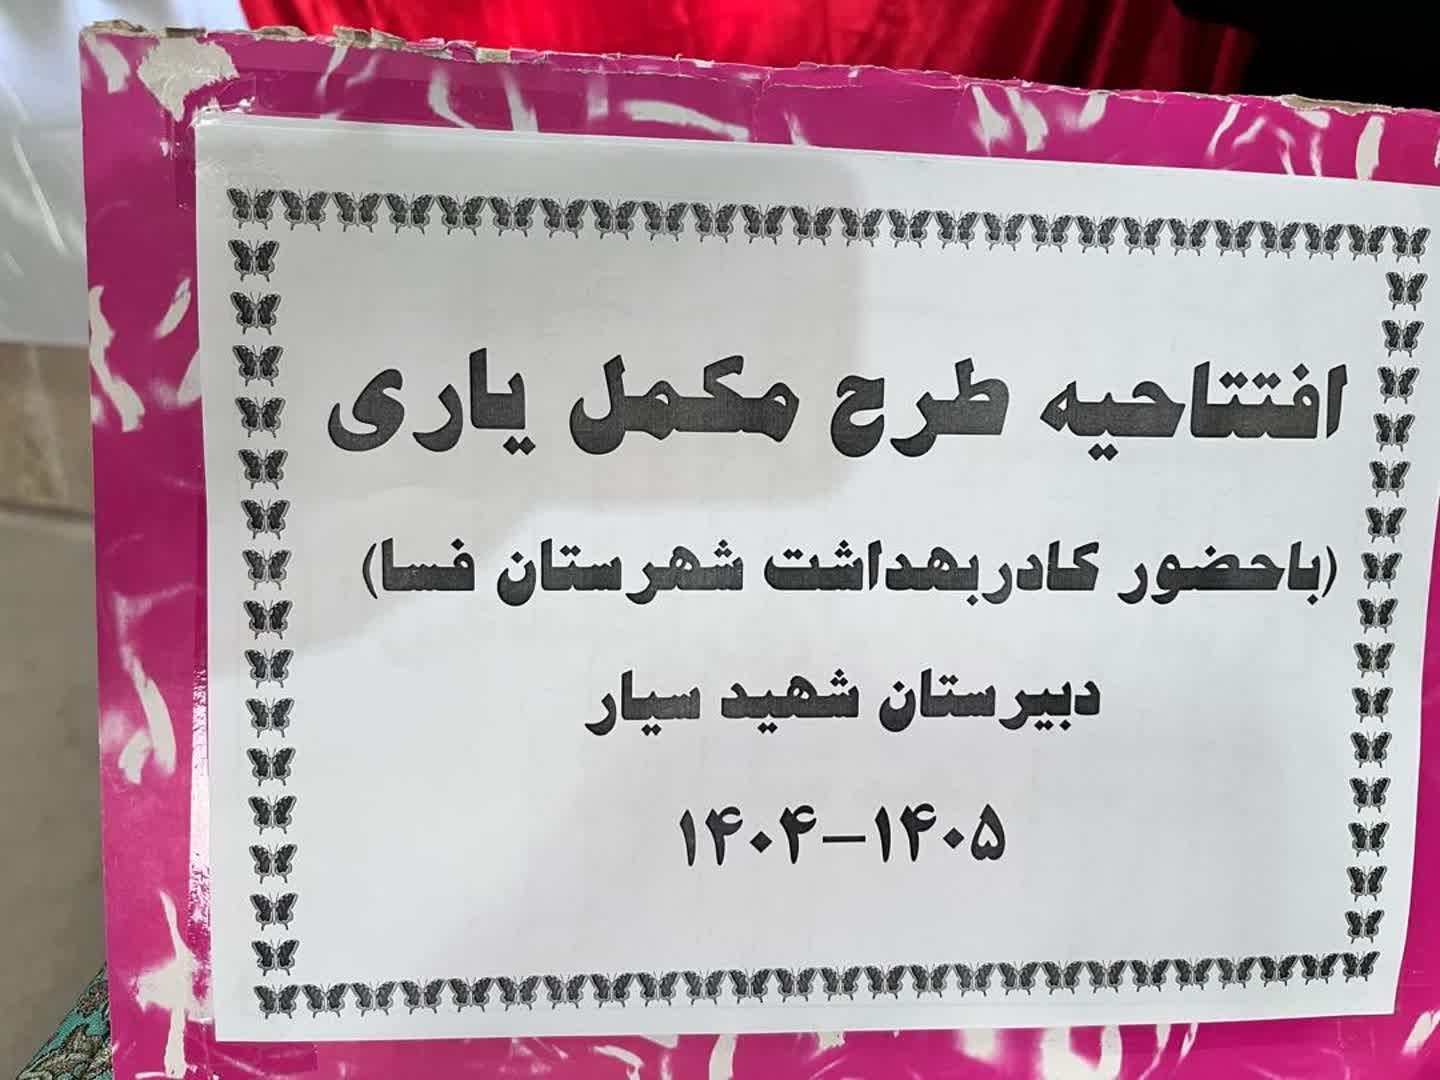 افتتاحیه طرح مکمل یاری
(باحضور کادربهداشت شهرستان فسا)
دبیرستان شهید سیار
۱۴۰۴-۱۴۰۵